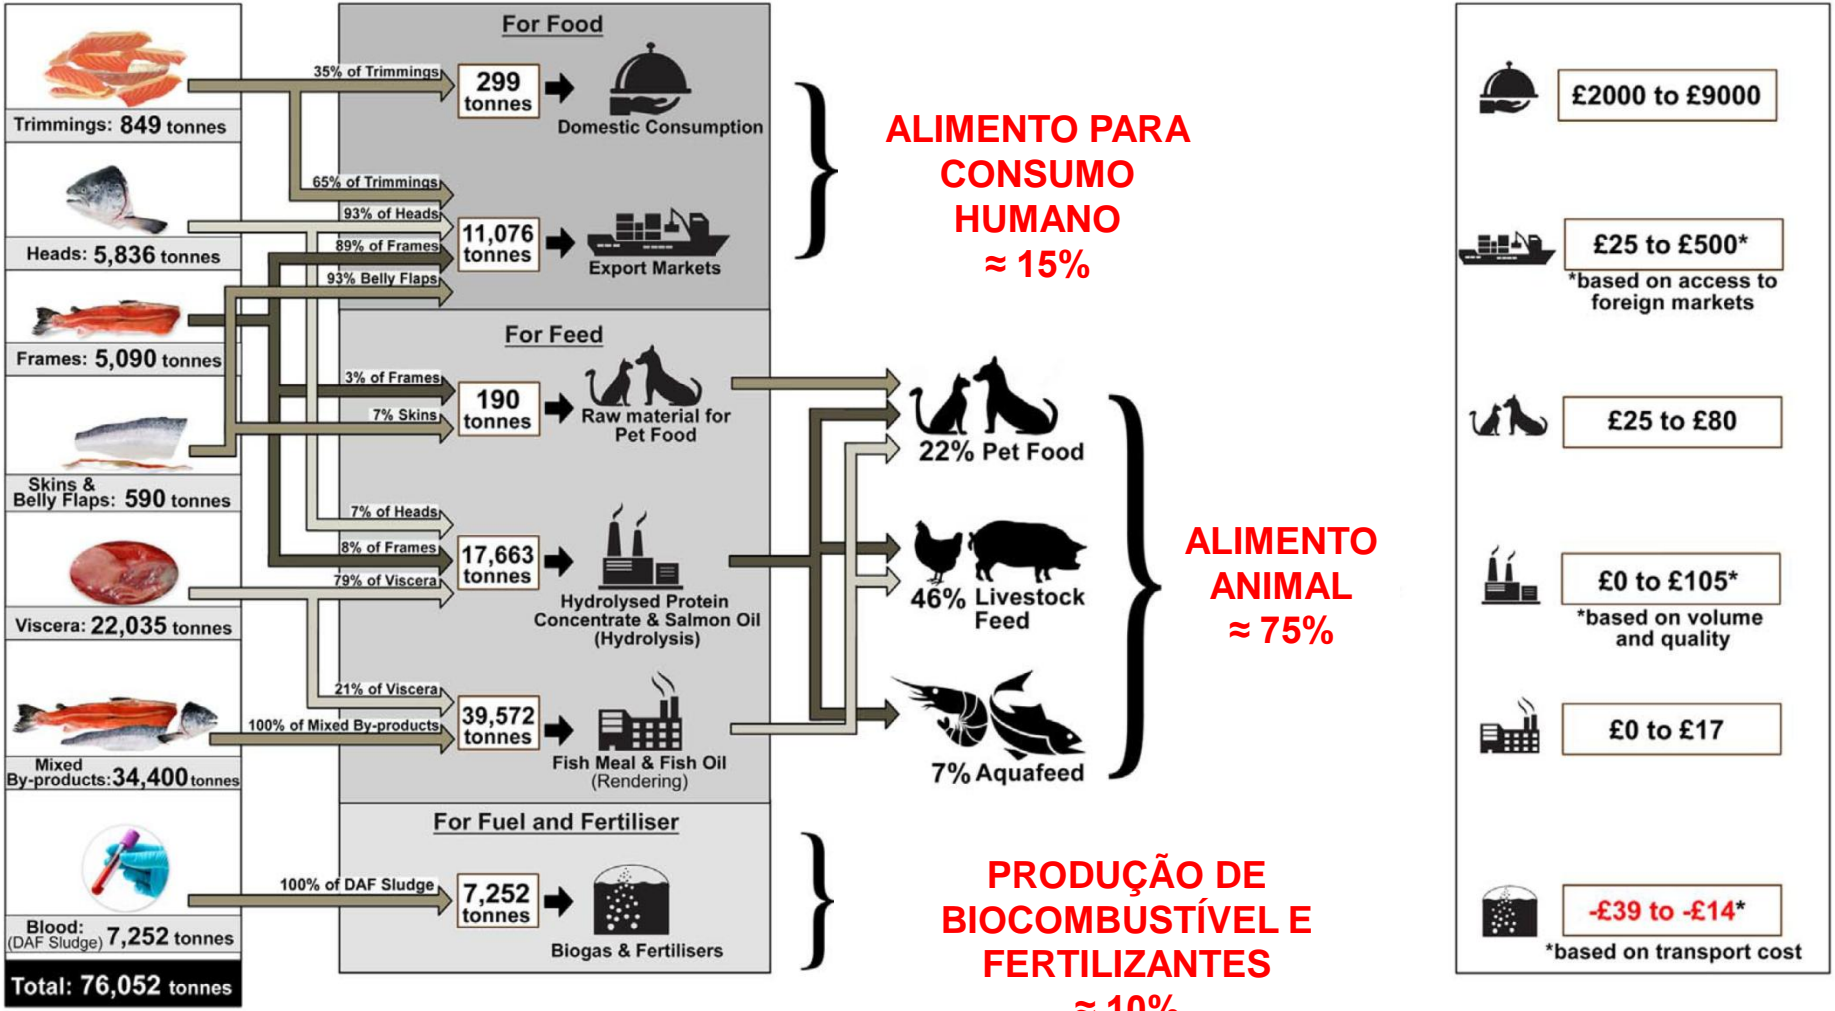 Trimmings: 849 tonnes
Heads: 5,836 tonnes
Frames: 5,090 tonnes
Skins &
Belly Flaps: 590 tonnes
Viscera: 22,035 tonnes
Mixed
By-products: 34,400 tonnes
Blood:
(DAF Sludge) 7,252 tonnes
Total: 76,052 tonnes
For Food
35% of Trimmings
299
tonnes
Domestic Consumption
65% of Trimmings
93% of Heads
89% of Frames
93% Belly Flaps
11,076
tonnes
Export Markets
For Feed
3% of Frames
7% Skins
190
tonnes
Raw material for
Pet Food
7% of Heads
8% of Frames
79% of Viscera
17,663
tonnes
Hydrolysed Protein
Concentrate & Salmon Oil
(Hydrolysis)
21% of Viscera
100% of Mixed By-products
39,572
tonnes
Fish Meal & Fish Oil
(Rendering)
For Fuel and Fertiliser
100% of DAF Sludge
7,252
tonnes
Biogas & Fertilisers
22% Pet Food
46% Livestock
Feed
7% Aquafeed
ALIMENTO PARA
CONSUMO
HUMANO
≈ 15%
ALIMENTO
ANIMAL
≈ 75%
PRODUÇÃO DE
BIOCOMBUSTÍVEL E
FERTILIZANTES
≈ 10%
£2000 to £9000
£25 to £500*
*based on access to
foreign markets
£25 to £80
£0 to £105*
*based on volume
and quality
£0 to £17
-£39 to -£14*
*based on transport cost